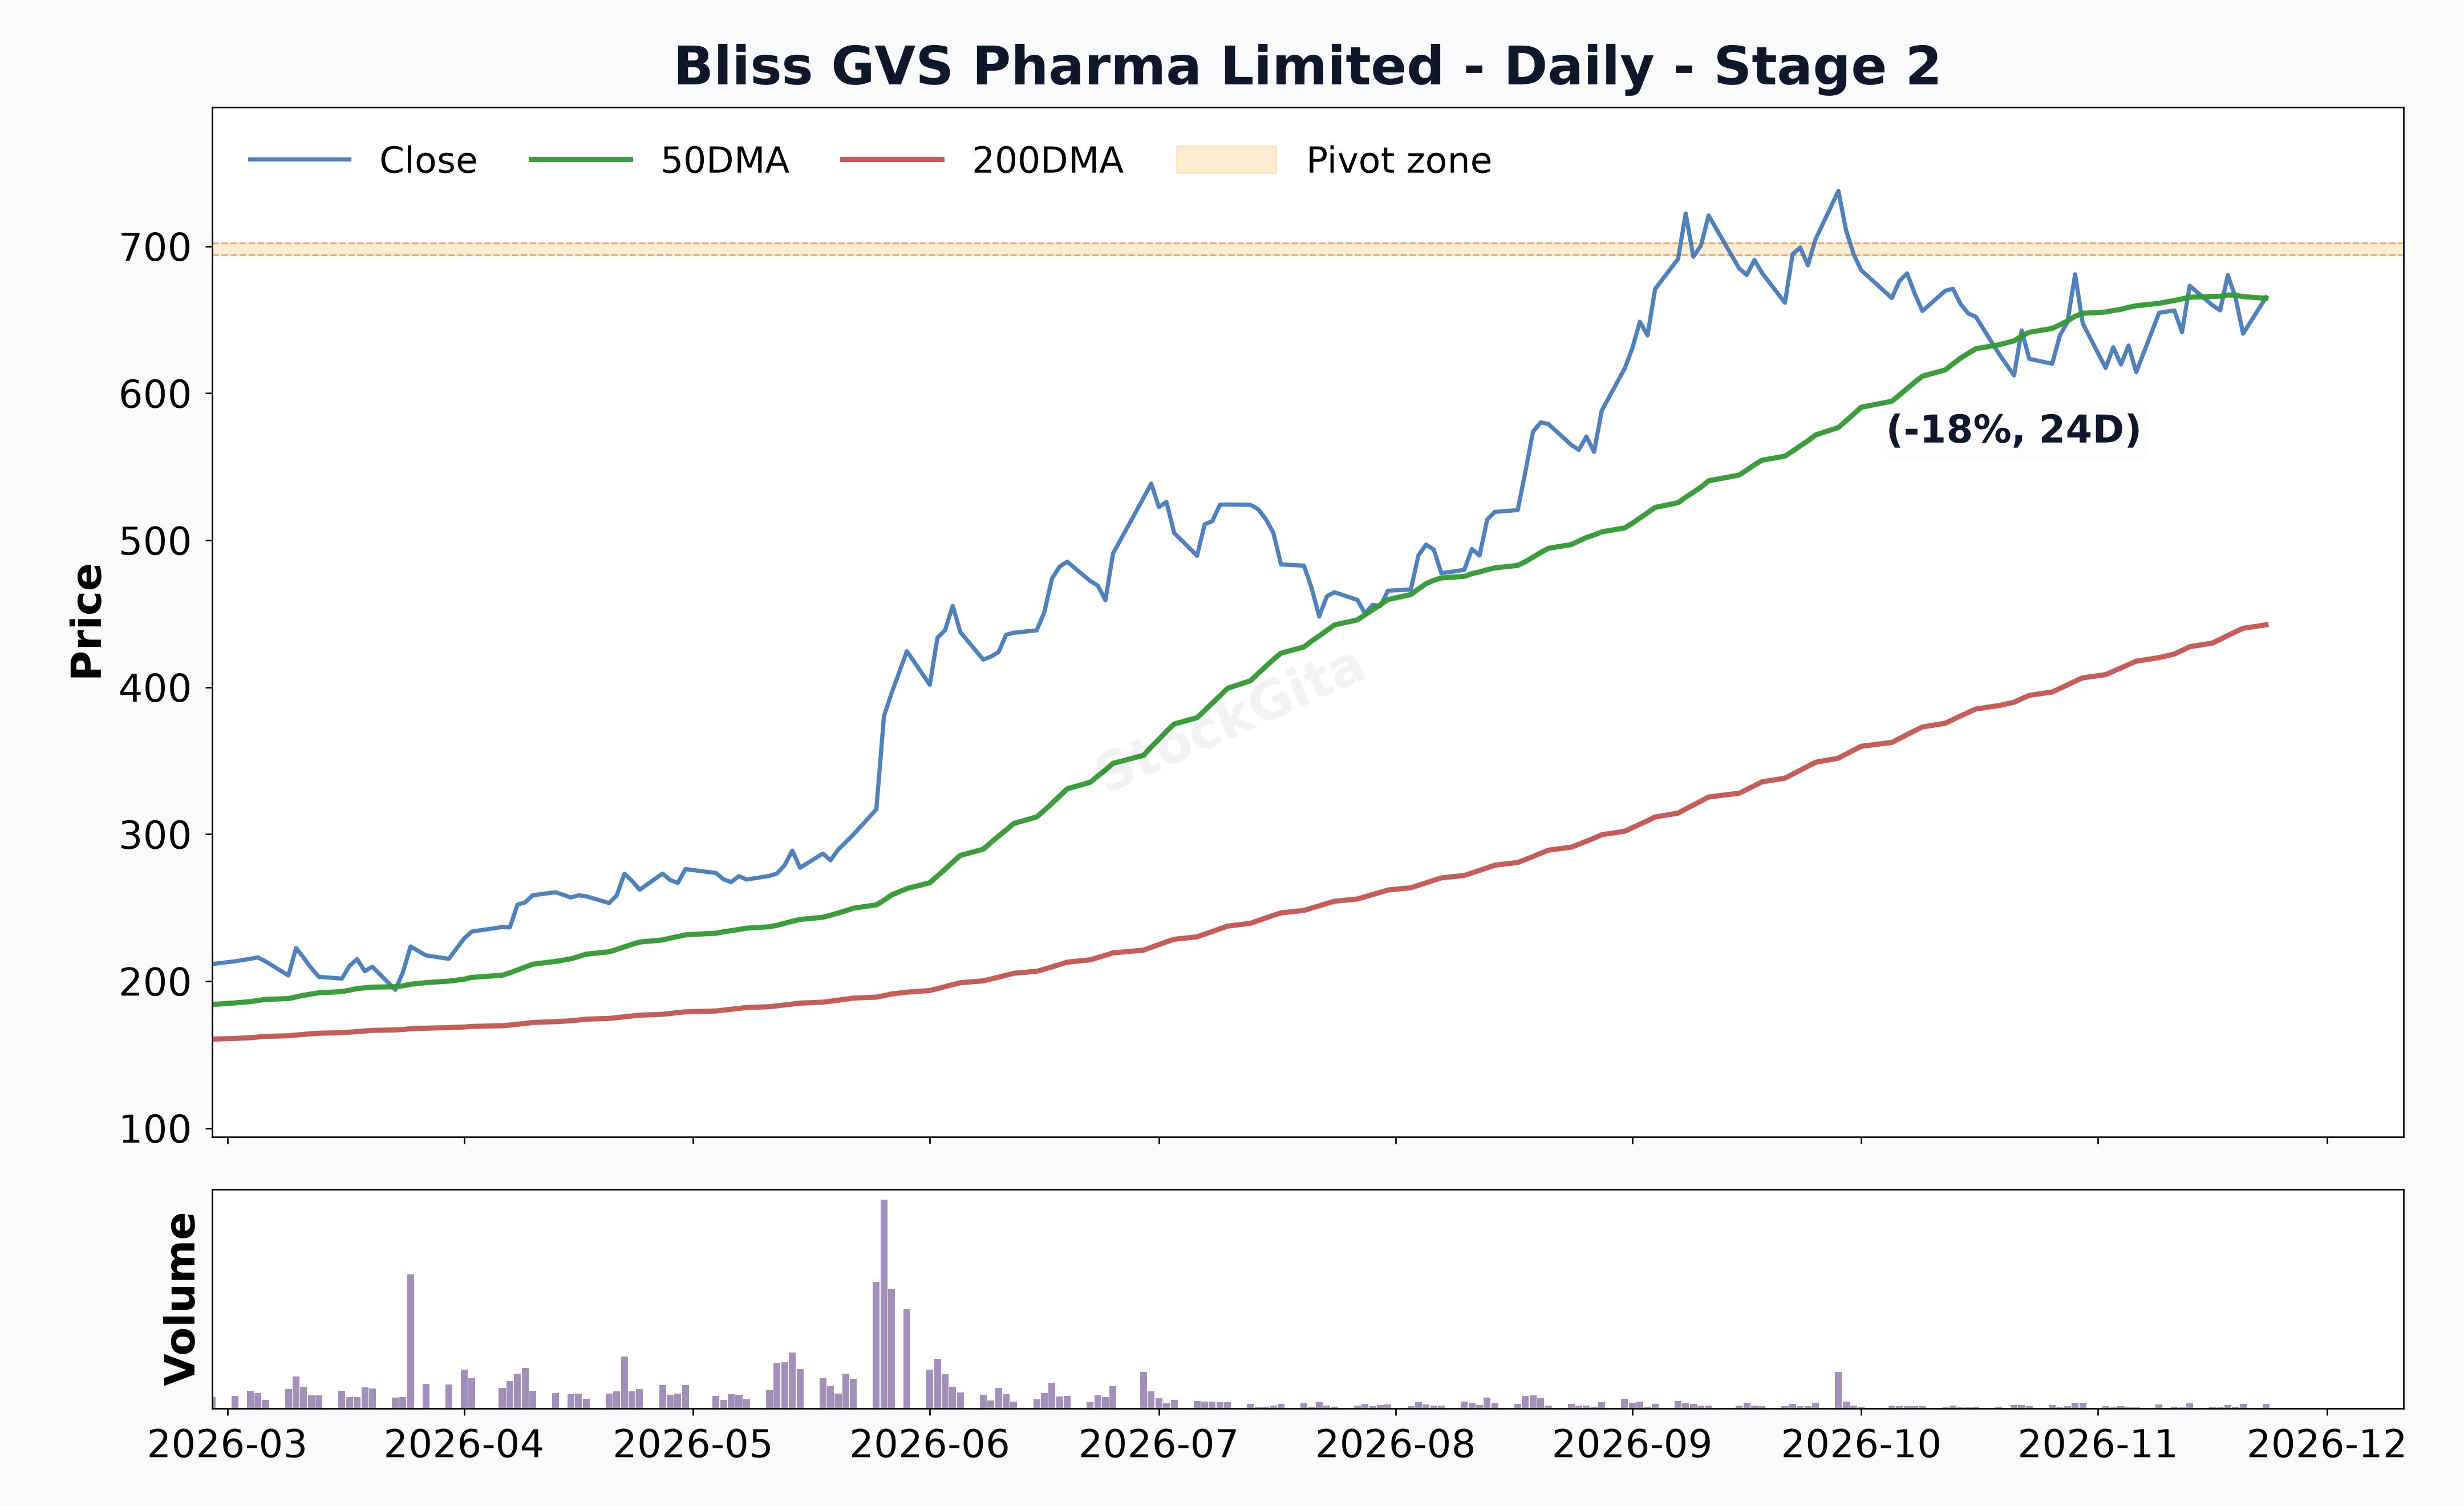 Bliss GVS Pharma Limited - Daily - Stage 2
Close 50DMA 200DMA Pivot zone
700
600
500
400
300
200
100
Price
(-18%, 24D)
StockGita
Volume
2026-03 2026-04 2026-05 2026-06 2026-07 2026-08 2026-09 2026-10 2026-11 2026-12